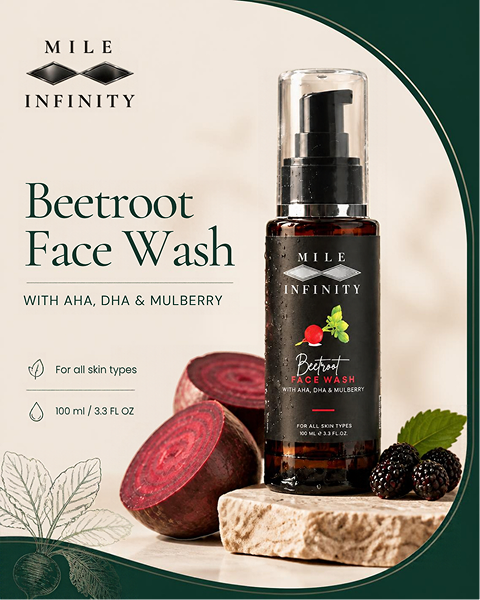 MILE
INFINITY
Beetroot
Face Wash
WITH AHA, DHA & MULBERRY
For all skin types
100 ml / 3.3 FL OZ
MILE
INFINITY
Beetroot
FACE WASH
WITH AHA, DHA & MULBERRY
FOR ALL SKIN TYPES
100 ML ℮ 3.3 FL.OZ.